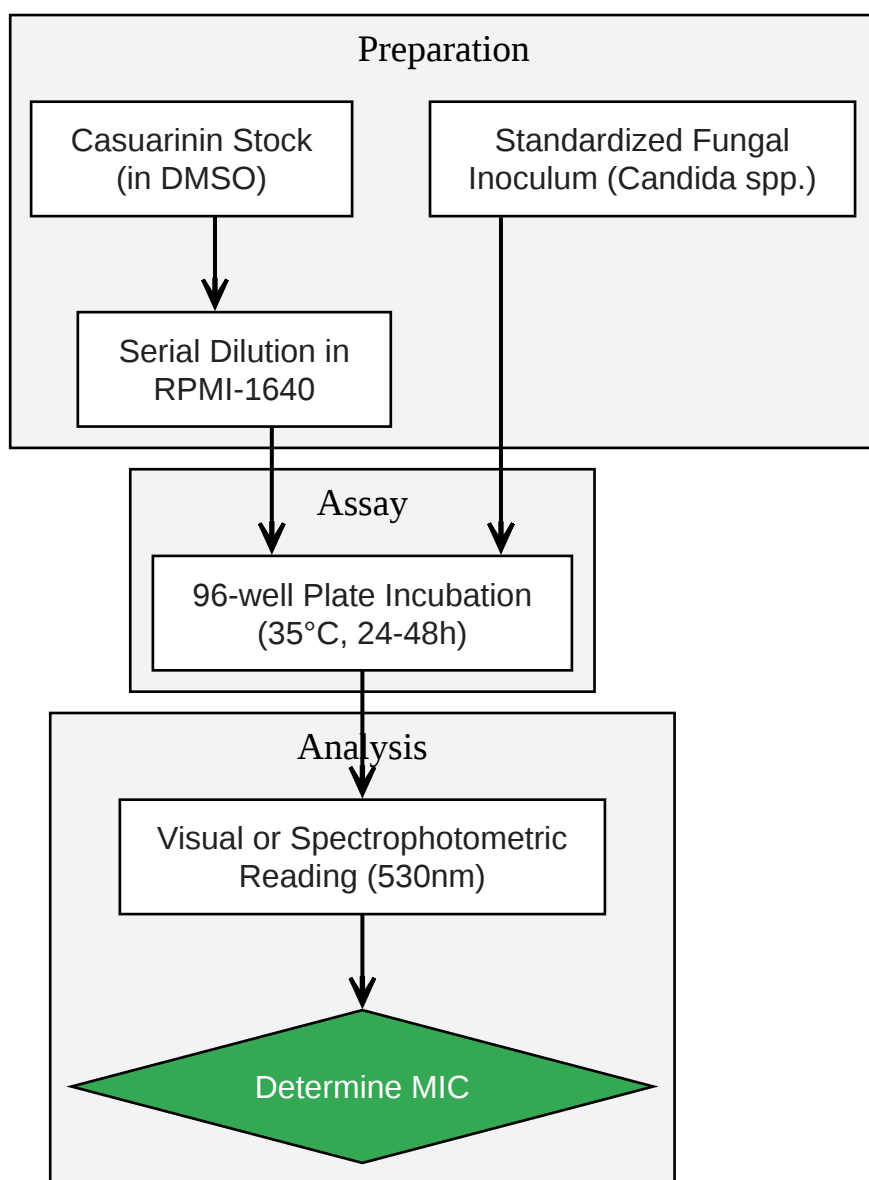 Preparation
Casuarinin Stock
(in DMSO)
Standardized Fungal
Inoculum (Candida spp.)
Serial Dilution in
RPMI-1640
Assay
96-well Plate Incubation
(35°C, 24-48h)
Analysis
Visual or Spectrophotometric
Reading (530nm)
Determine MIC